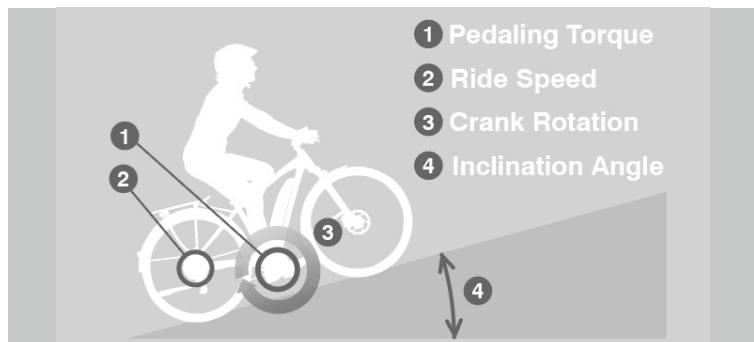 1 Pedaling Torque
2 Ride Speed
3 Crank Rotation
4 Inclination Angle
1
2
3
4